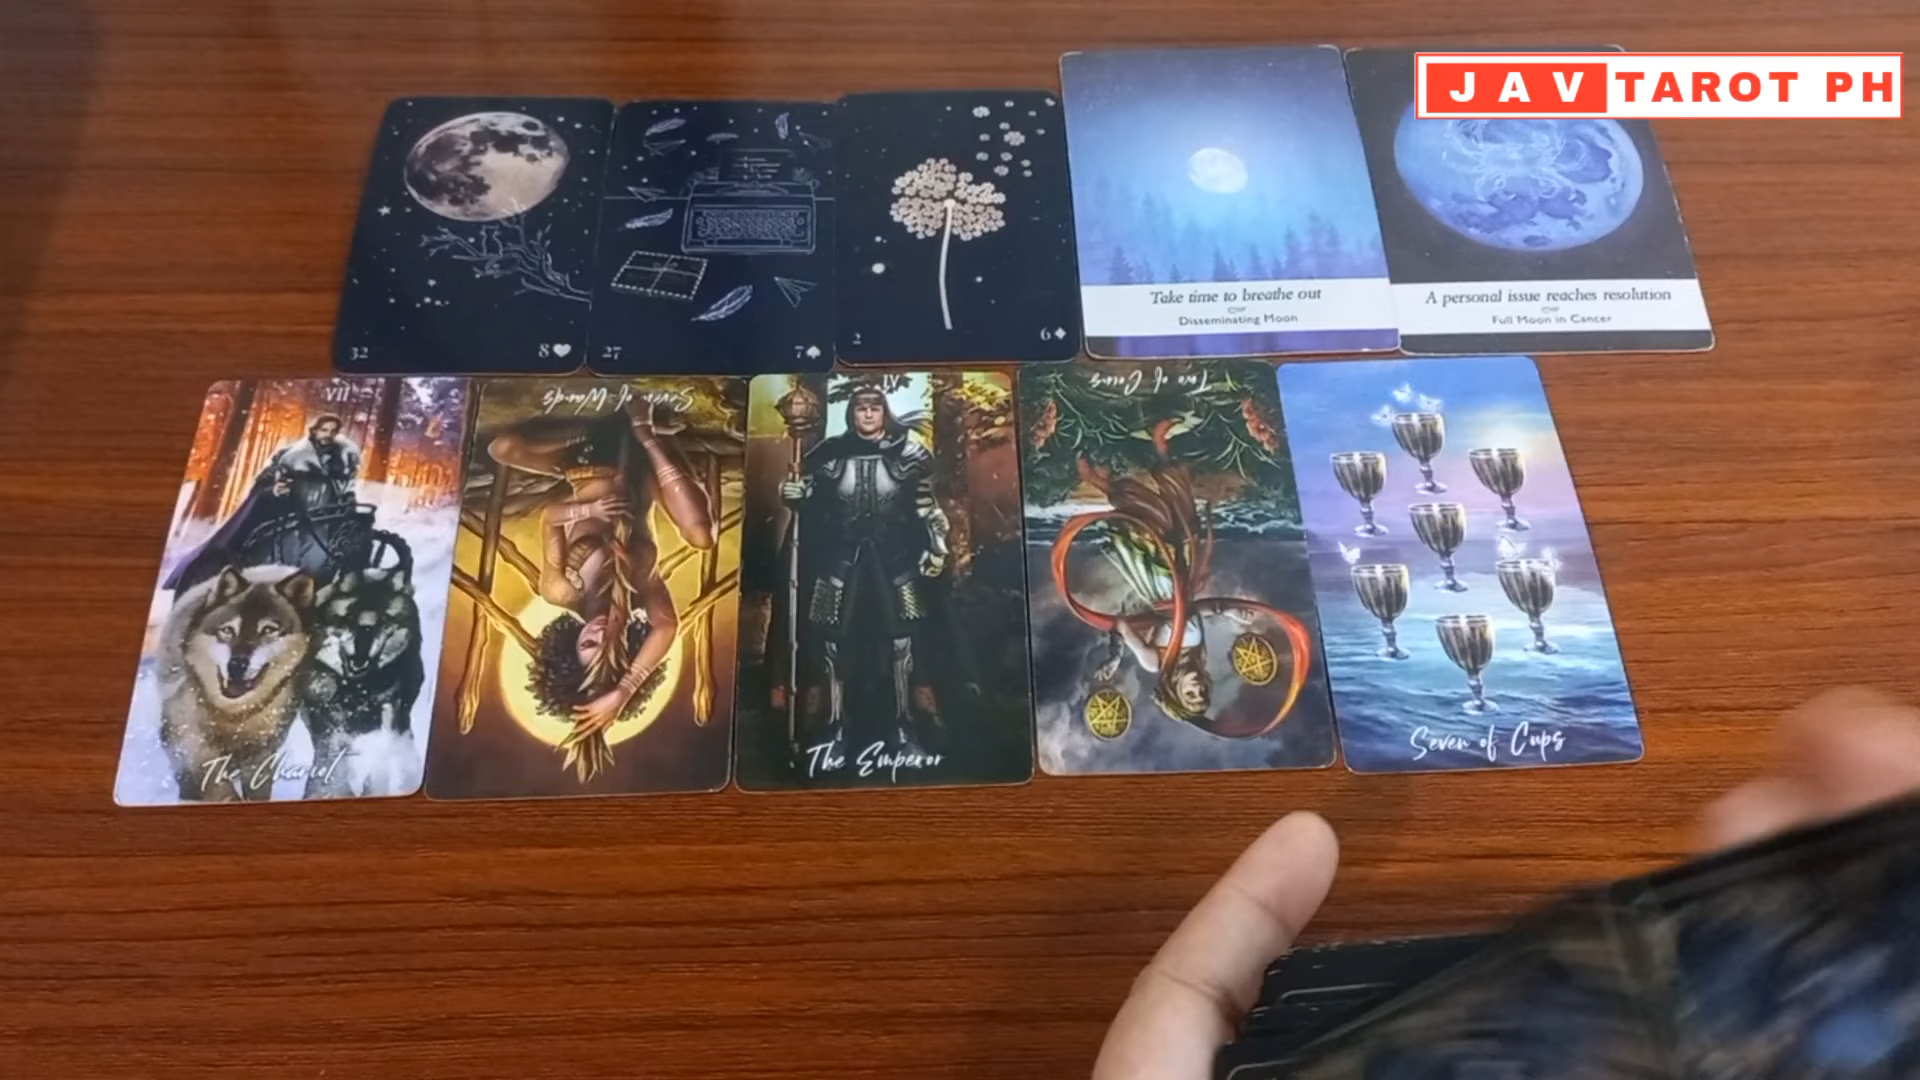 JAV TAROT PH
32
8
27
7
2
6
Take time to breathe out
Disseminating Moon
A personal issue reaches resolution
Full Moon in Cancer
VII
The Chariot
Seven of Wands
IV
The Emperor
Two of Coins
Seven of Cups